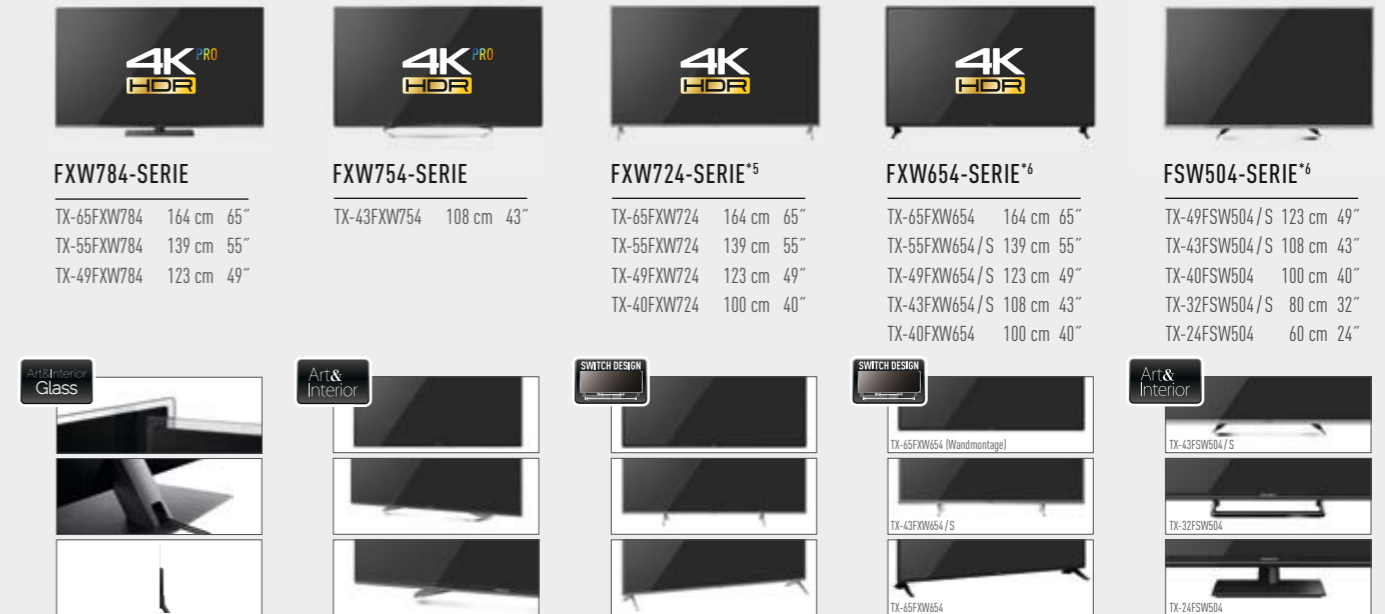 4K PRO
HDR
FXW784-SERIE
TX-65FXW784 164 cm 65˝
TX-55FXW784 139 cm 55˝
TX-49FXW784 123 cm 49˝
Art&Interior
Glass
4K PRO
HDR
FXW754-SERIE
TX-43FXW754 108 cm 43˝
Art&
Interior
4K
HDR
FXW724-SERIE*5
TX-65FXW724 164 cm 65˝
TX-55FXW724 139 cm 55˝
TX-49FXW724 123 cm 49˝
TX-40FXW724 100 cm 40˝
SWITCH DESIGN
4K
HDR
FXW654-SERIE*6
TX-65FXW654 164 cm 65˝
TX-55FXW654/S 139 cm 55˝
TX-49FXW654/S 123 cm 49˝
TX-43FXW654/S 108 cm 43˝
TX-40FXW654 100 cm 40˝
SWITCH DESIGN
TX-65FXW654 (Wandmontage)
TX-43FXW654/S
TX-65FXW654
FSW504-SERIE*6
TX-49FSW504/S 123 cm 49˝
TX-43FSW504/S 108 cm 43˝
TX-40FSW504 100 cm 40˝
TX-32FSW504/S 80 cm 32˝
TX-24FSW504 60 cm 24˝
Art&
Interior
TX-43FSW504/S
TX-32FSW504
TX-24FSW504